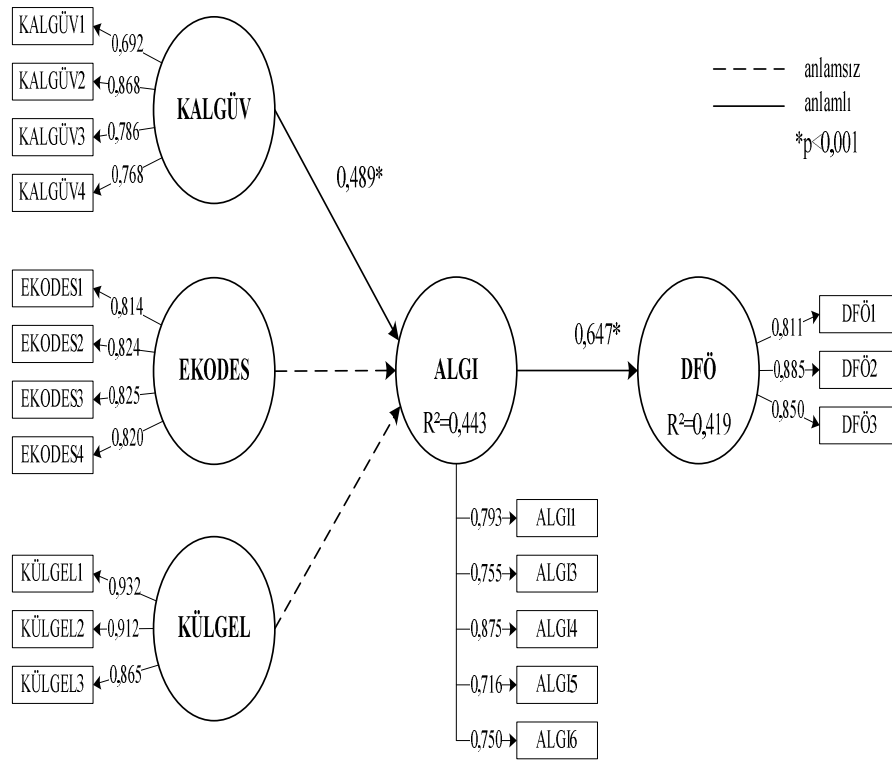 KALGÜV1
0,692
KALGÜV2
0,868
KALGÜV3
0,786
KALGÜV4
0,768
KALGÜV
anlamsız
anlamlı
*p<0,001
0,489*
EKODES1
0,814
EKODES2
0,824
EKODES3
0,825
EKODES4
0,820
EKODES
ALGI
R²=0,443
0,647*
DFÖ
R²=0,419
0,811
DFÖ1
0,885
DFÖ2
0,850
DFÖ3
KÜLGEL1
0,932
KÜLGEL2
0,912
KÜLGEL3
0,865
KÜLGEL
0,793
ALGI1
0,755
ALGI3
0,875
ALGI4
0,716
ALGI5
0,750
ALGI6